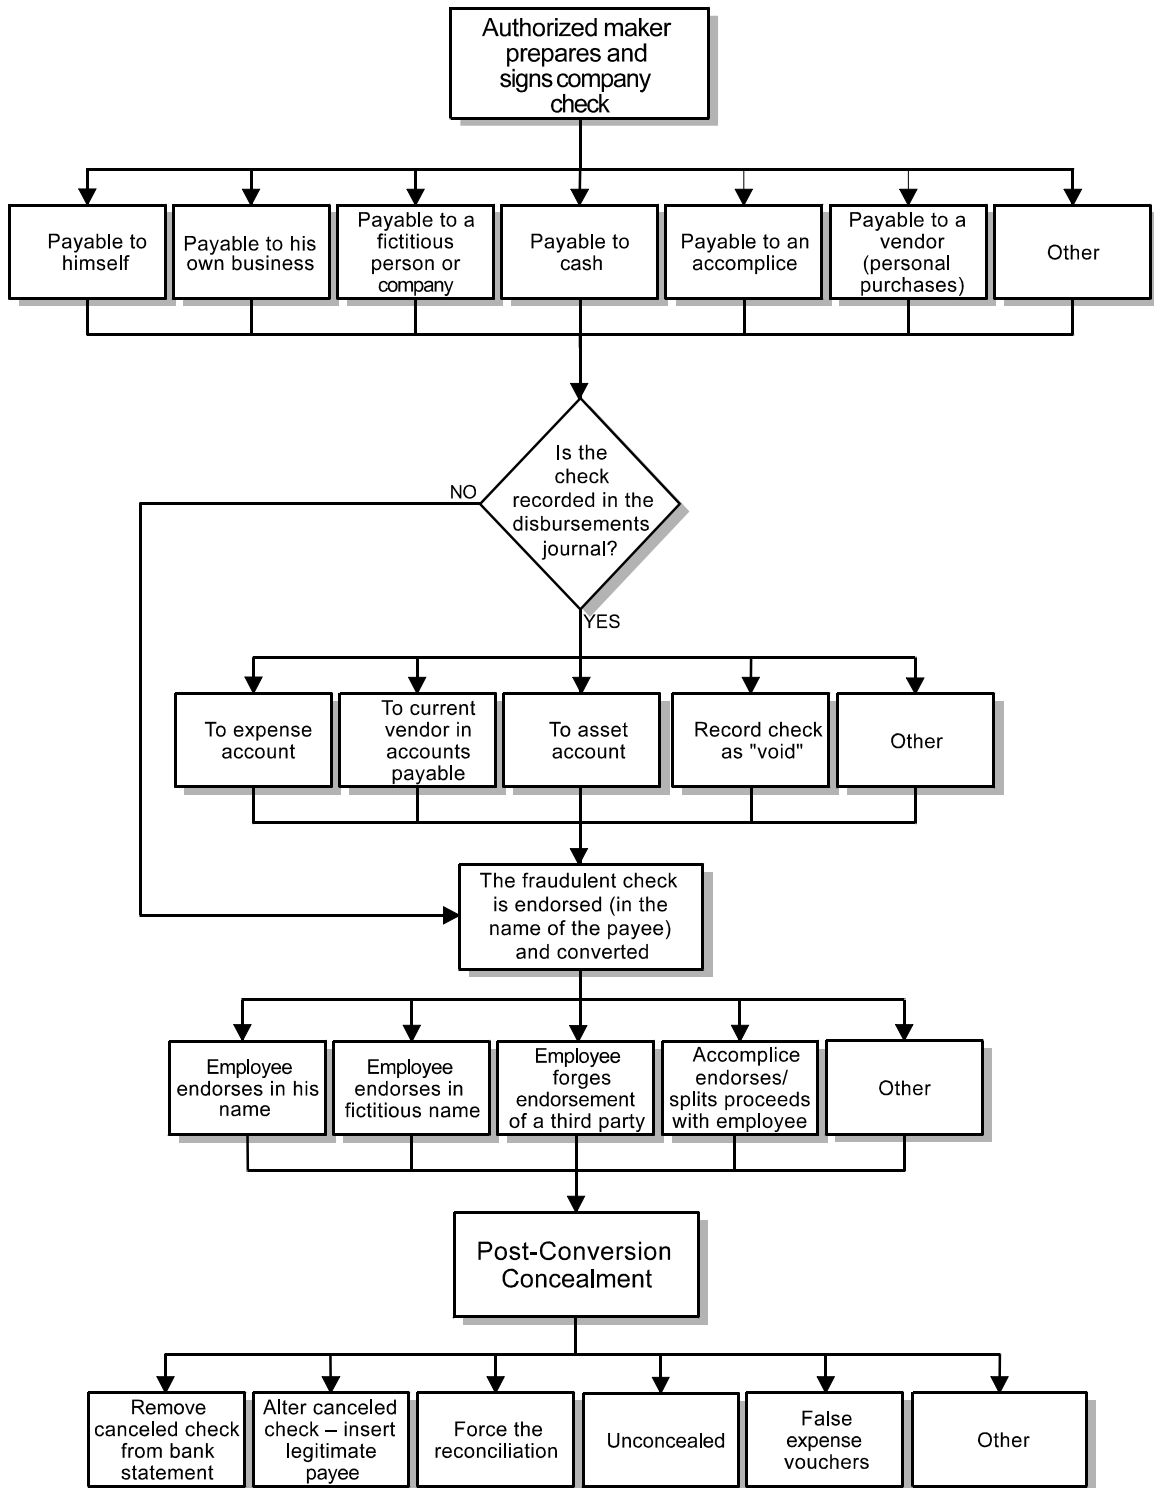 Authorized maker
prepares and
signs company
check
Payable to
himself
Payable to his
own business
Payable to a
fictitious
person or
company
Payable to
cash
Payable to an
accomplice
Payable to a
vendor
(personal
purchases)
Other
Is the
check
recorded in the
disbursements
journal?
NO
YES
To expense
account
To current
vendor in
accounts
payable
To asset
account
Record check
as "void"
Other
The fraudulent check
is endorsed (in the
name of the payee)
and converted
Employee
endorses in his
name
Employee
endorses in
fictitious name
Employee
forges
endorsement
of a third party
Accomplice
endorses/
splits proceeds
with employee
Other
Post-Conversion
Concealment
Remove
canceled check
from bank
statement
Alter canceled
check – insert
legitimate
payee
Force the
reconciliation
Unconcealed
False
expense
vouchers
Other